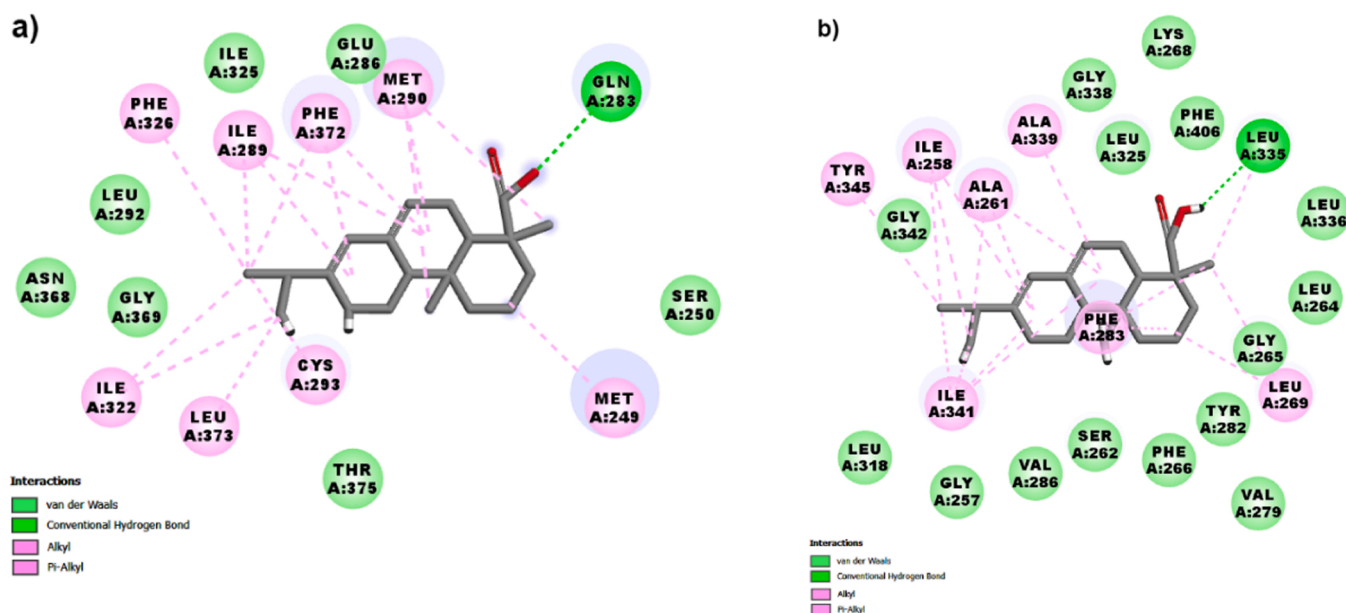 a)
ILE
A:325
GLU
A:286
MET
A:290
GLN
A:283
PHE
A:326
ILE
A:289
PHE
A:372
LEU
A:292
ASN
A:368
GLY
A:369
SER
A:250
ILE
A:322
LEU
A:373
CYS
A:293
MET
A:249
THR
A:375
Interactions
van der Waals
Conventional Hydrogen Bond
Alkyl
Pi-Alkyl
b)
LYS
A:268
GLY
A:338
PHE
A:406
ALA
A:339
LEU
A:325
LEU
A:335
ILE
A:258
TYR
A:345
ALA
A:261
GLY
A:342
LEU
A:336
LEU
A:264
PHE
A:283
GLY
A:265
ILE
A:341
LEU
A:269
TYR
A:282
SER
A:262
PHE
A:266
LEU
A:318
VAL
A:286
GLY
A:257
VAL
A:279
Interactions
van der Waals
Conventional Hydrogen Bond
Alkyl
Pi-Alkyl